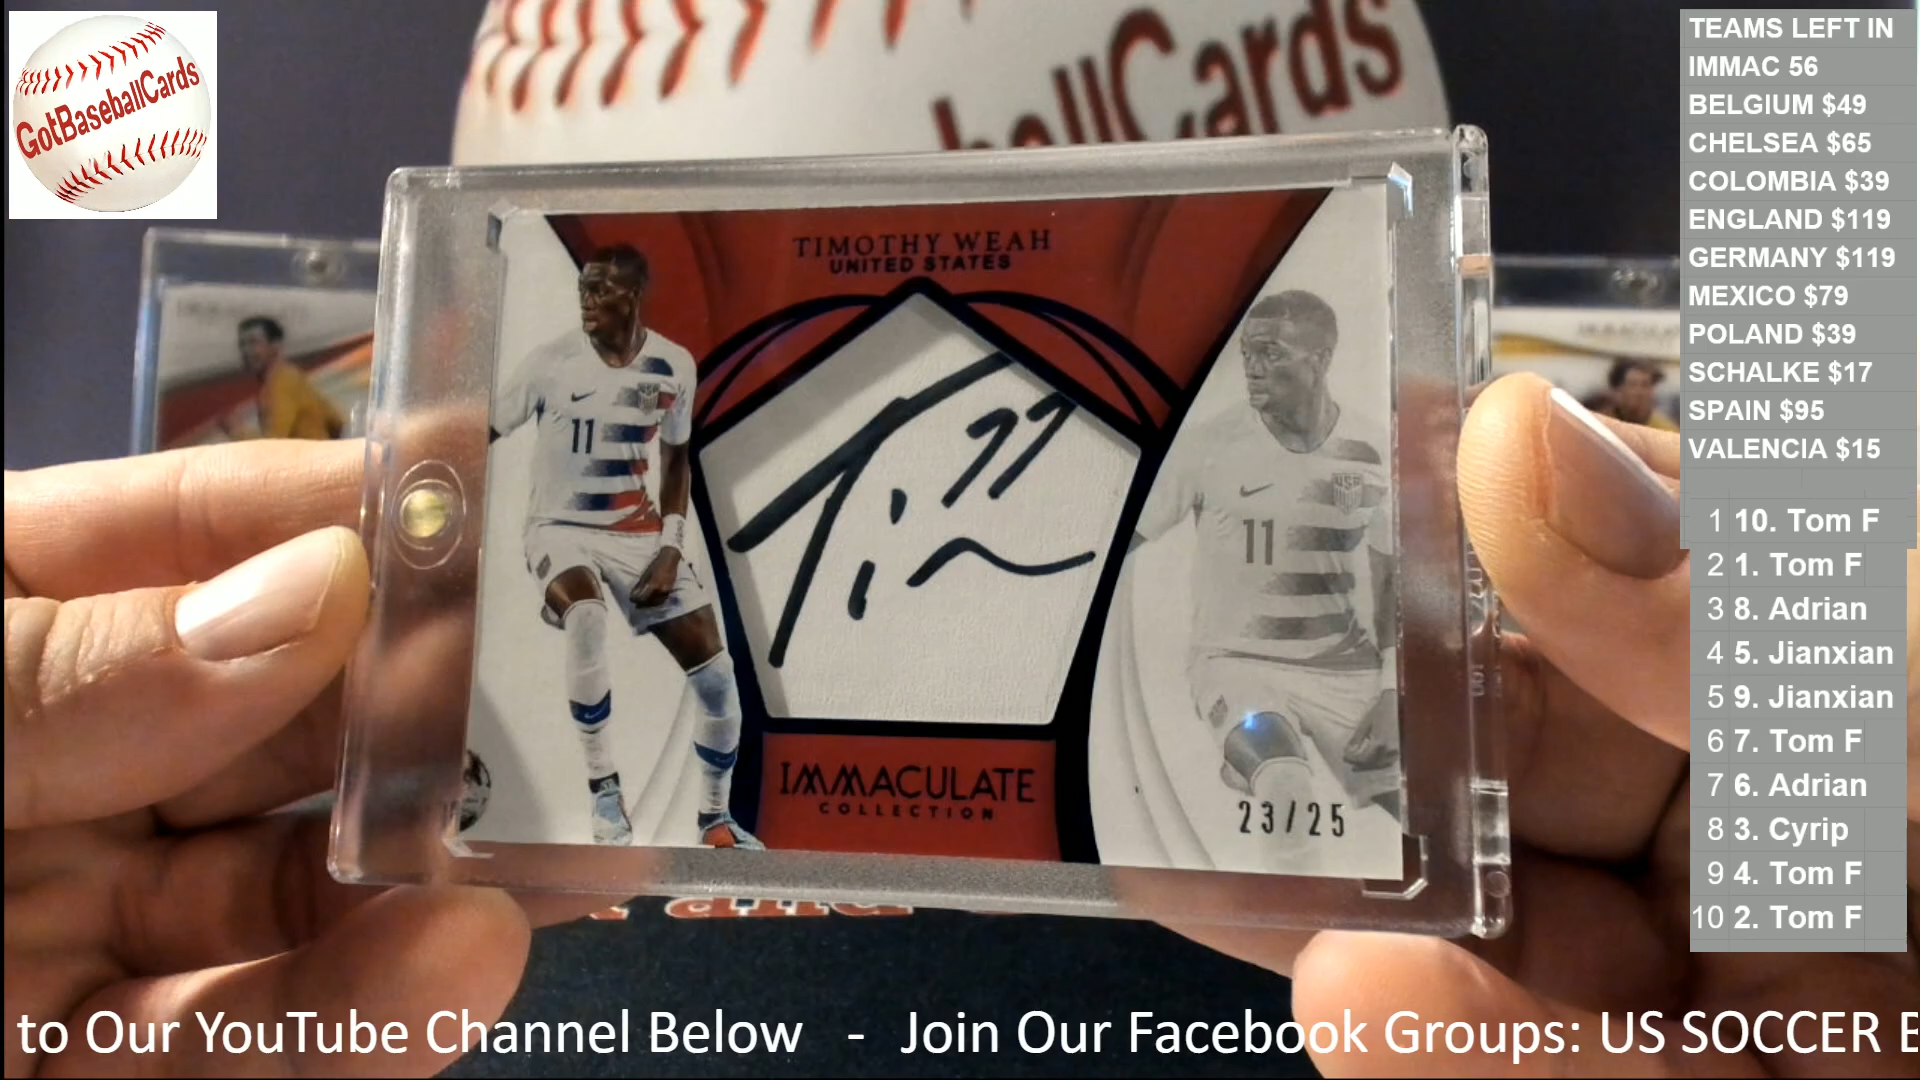 GotBaseballCards
ballCards
TIMOTHY WEAH
UNITED STATES
11
USA
11
Tim
IMMACULATE
COLLECTION
23/25
TEAMS LEFT IN
IMMAC 56
BELGIUM $49
CHELSEA $65
COLOMBIA $39
ENGLAND $119
GERMANY $119
MEXICO $79
POLAND $39
SCHALKE $17
SPAIN $95
VALENCIA $15
1 10. Tom F
2 1. Tom F
3 8. Adrian
4 5. Jianxian
5 9. Jianxian
6 7. Tom F
7 6. Adrian
8 3. Cyrip
9 4. Tom F
10 2. Tom F
to Our YouTube Channel Below - Join Our Facebook Groups: US SOCCER